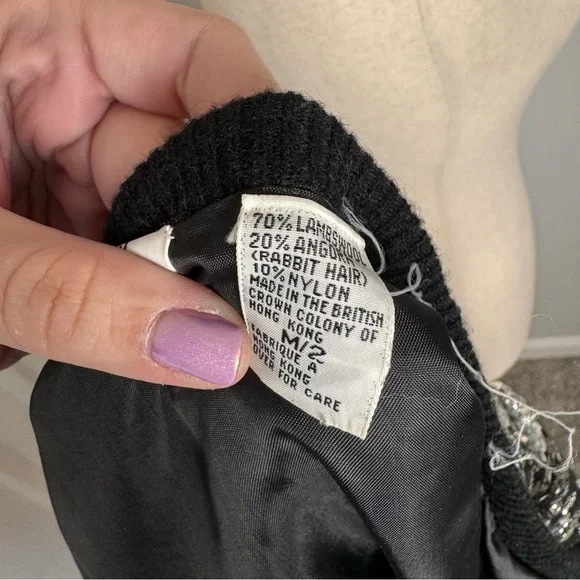 70% LAMBSWOOL
20% ANGORA
(RABBIT HAIR)
10% NYLON
MADE IN THE BRITISH
CROWN COLONY OF
HONG KONG
M/2
FABRIQUE A
HONG KONG
OVER FOR CARE